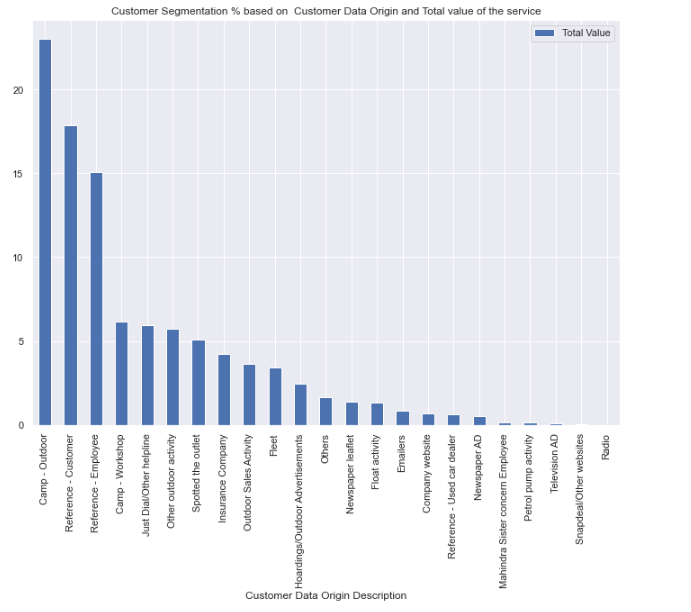 Customer Segmentation % based on  Customer Data Origin and Total value of the service
Total Value
20
15
10
5
0
Camp - Outdoor
Reference - Customer
Reference - Employee
Camp - Workshop
Just Dial/Other helpline
Other outdoor activity
Spotted the outlet
Insurance Company
Outdoor Sales Activity
Fleet
Hoardings/Outdoor Advertisements
Others
Newspaper leaflet
Float activity
Emailers
Company website
Reference - Used car dealer
Newspaper AD
Mahindra Sister concern Employee
Petrol pump activity
Television AD
Snapdeal/Other websites
Radio
Customer Data Origin Description